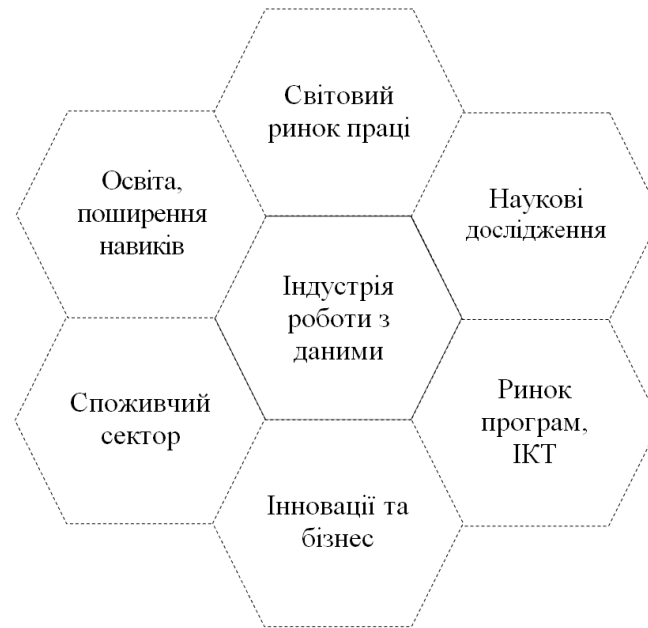 Світовий
ринок праці
Освіта,
поширення
навиків
Наукові
дослідження
Індустрія
роботи з
даними
Споживчий
сектор
Ринок
програм,
ІКТ
Інновації та
бізнес